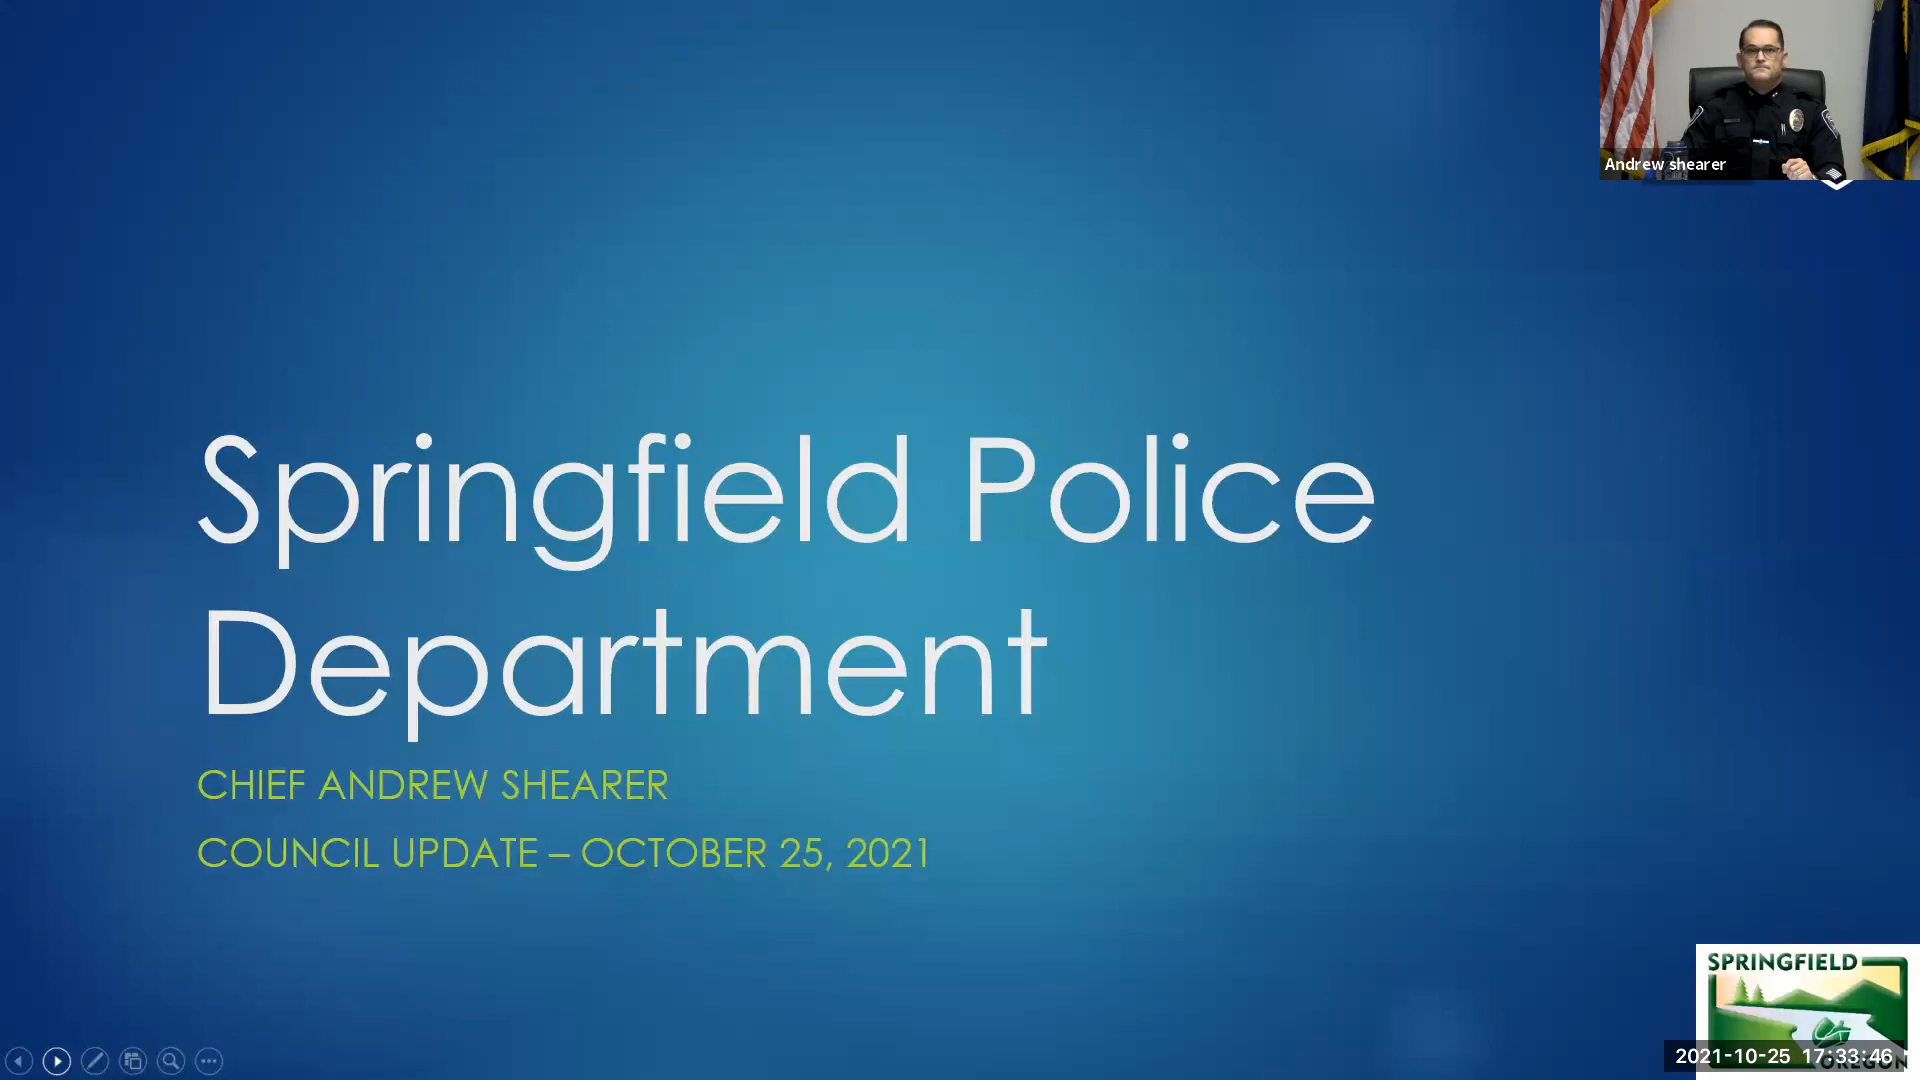 Andrew shearer
Springfield Police
Department
CHIEF ANDREW SHEARER
COUNCIL UPDATE – OCTOBER 25, 2021
SPRINGFIELD
OREGON
2021-10-25 17:33:46